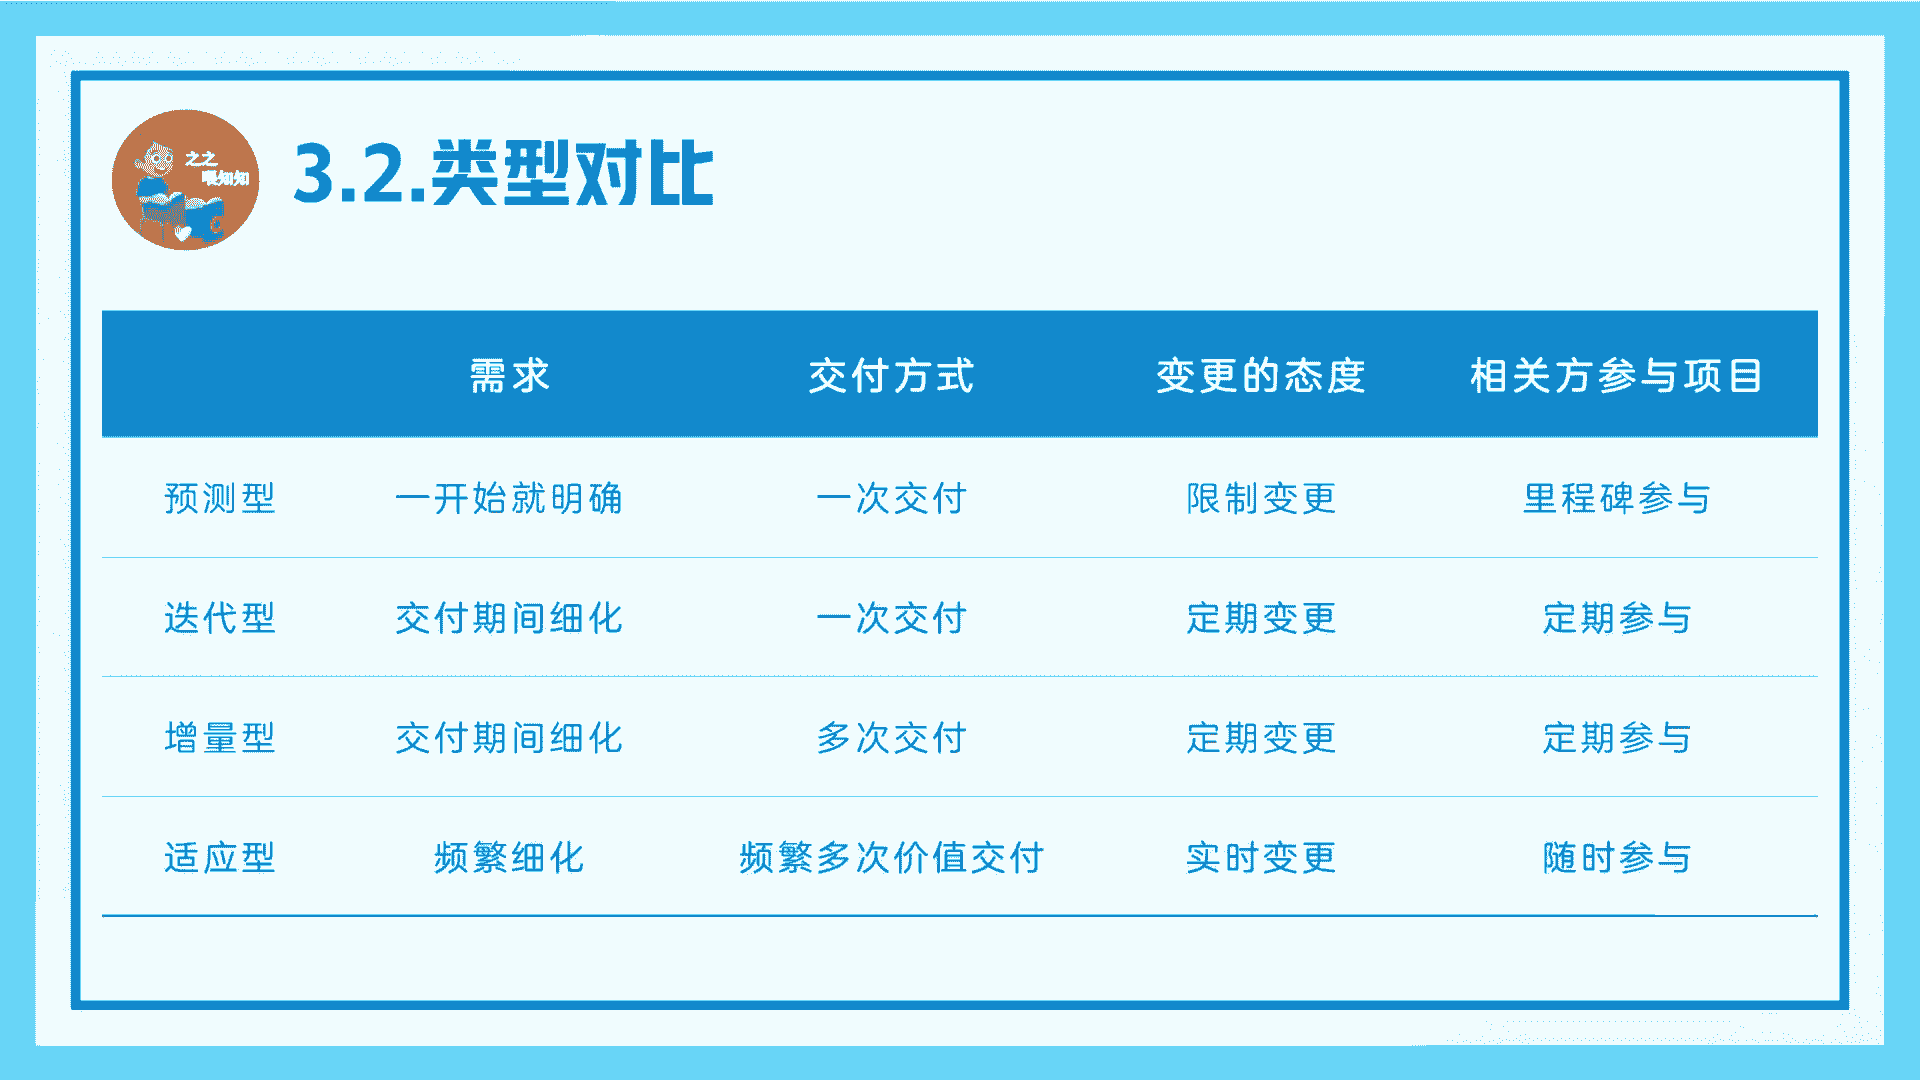 之之
喂知知
3.2.类型对比
需求 交付方式 变更的态度 相关方参与项目
预测型 一开始就明确 一次交付 限制变更 里程碑参与
迭代型 交付期间细化 一次交付 定期变更 定期参与
增量型 交付期间细化 多次交付 定期变更 定期参与
适应型 频繁细化 频繁多次价值交付 实时变更 随时参与